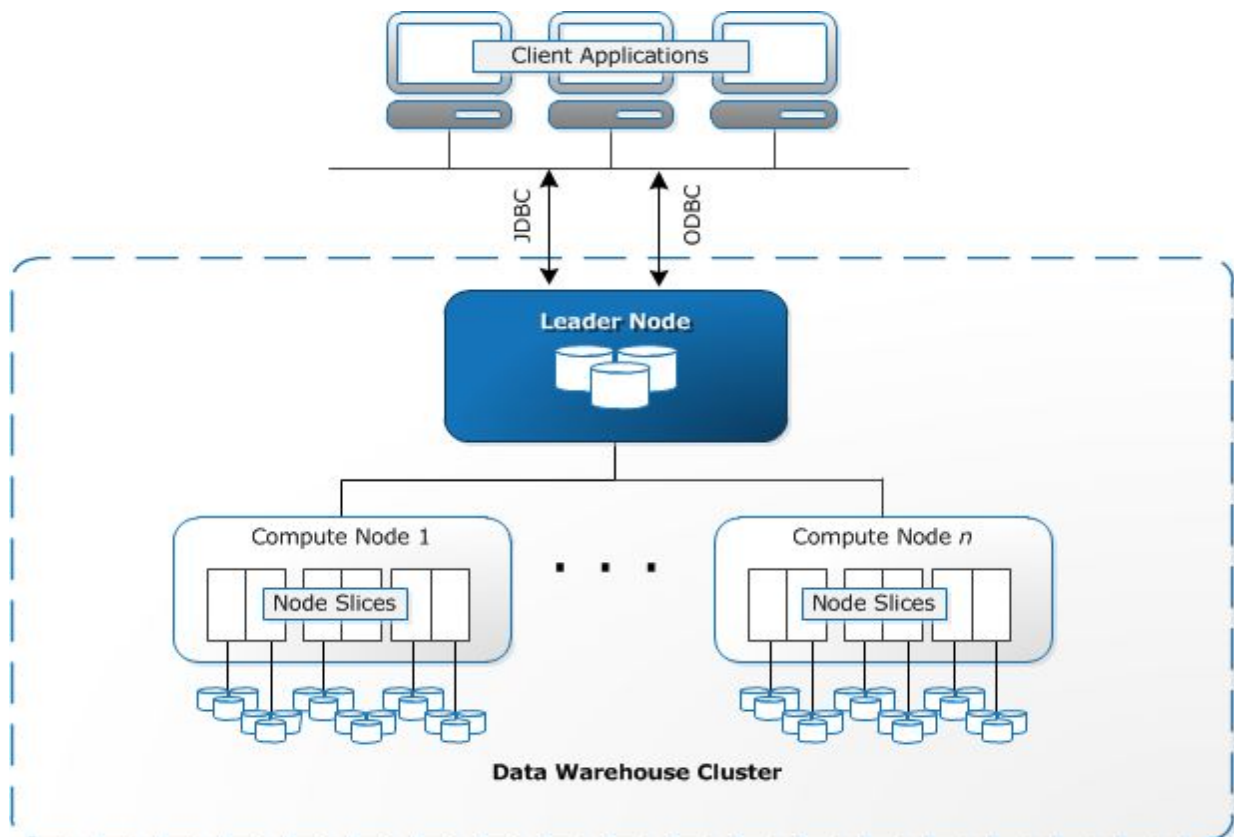 Client Applications
JDBC
ODBC
Leader Node
Compute Node 1
Compute Node n
. . .
Node Slices
Node Slices
Data Warehouse Cluster